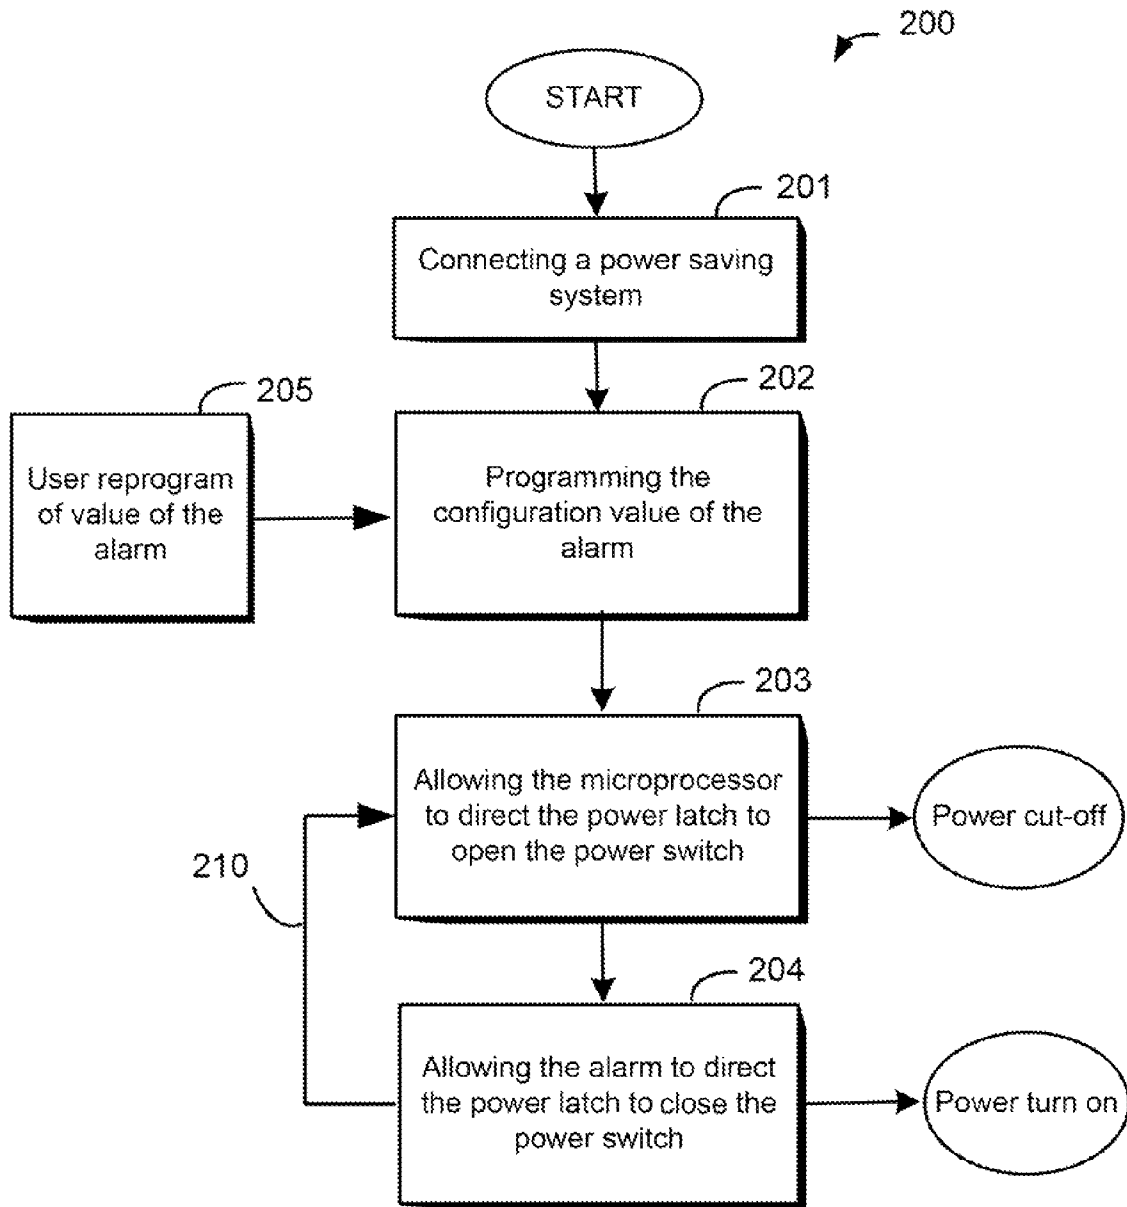 200
START
201
Connecting a power saving
system
205
202
User reprogram
of value of the
alarm
Programming the
configuration value of the
alarm
203
Allowing the microprocessor
to direct the power latch to
open the power switch
Power cut-off
210
204
Allowing the alarm to direct
the power latch to close the
power switch
Power turn on